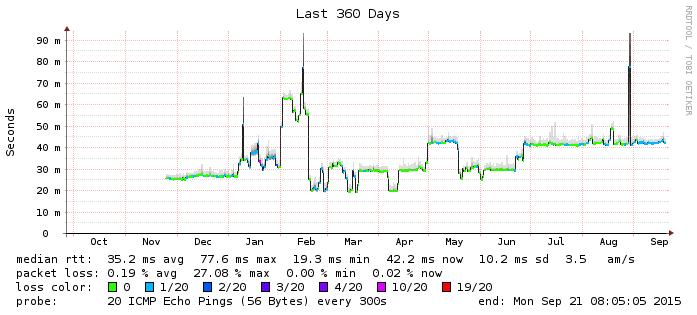 Last 360 Days
RRDTOOL / TOBI OETIKER
Seconds
90 m
80 m
70 m
60 m
50 m
40 m
30 m
20 m
10 m
0
Oct Nov Dec Jan Feb Mar Apr May Jun Jul Aug Sep
median rtt: 35.2 ms avg 77.6 ms max 19.3 ms min 42.2 ms now 10.2 ms sd 3.5 am/s
packet loss: 0.19 % avg 27.08 % max 0.00 % min 0.02 % now
loss color: 0 1/20 2/20 3/20 4/20 10/20 19/20
probe: 20 ICMP Echo Pings (56 Bytes) every 300s end: Mon Sep 21 08:05:05 2015